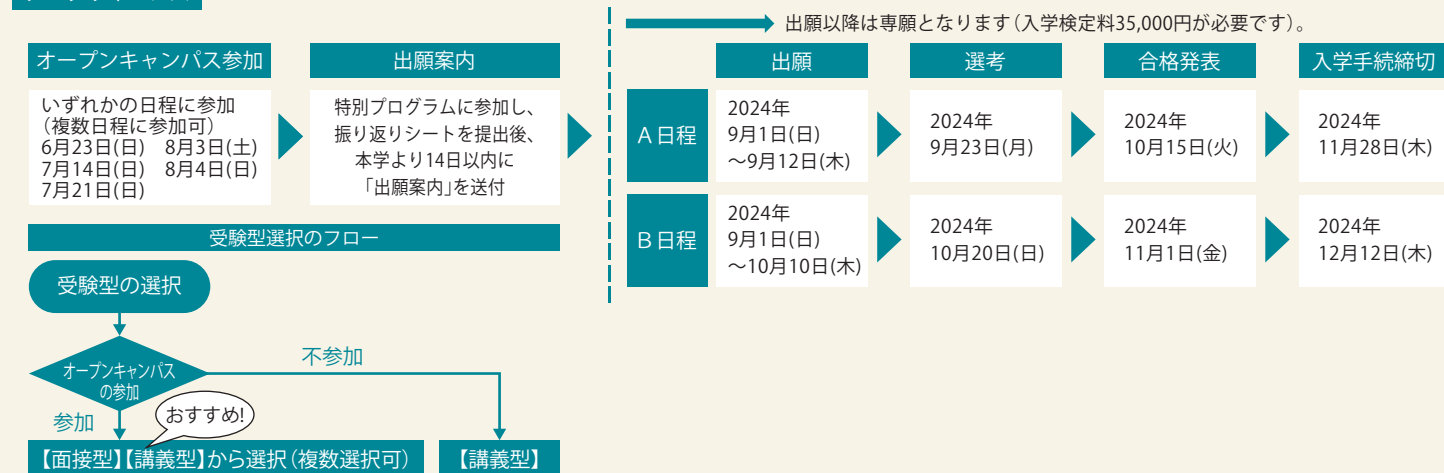 出願以降は専願となります（入学検定料35,000円が必要です）。
オープンキャンパス参加
いずれかの日程に参加
（複数日程に参加可）
6月23日(日)　8月3日(土)
7月14日(日)　8月4日(日)
7月21日(日)
出願案内
特別プログラムに参加し、
振り返りシートを提出後、
本学より14日以内に
「出願案内」を送付
出願
選考
合格発表
入学手続締切
A日程
2024年
9月1日(日)
～9月12日(木)
2024年
9月23日(月)
2024年
10月15日(火)
2024年
11月28日(木)
B日程
2024年
9月1日(日)
～10月10日(木)
2024年
10月20日(日)
2024年
11月1日(金)
2024年
12月12日(木)
受験型選択のフロー
受験型の選択
オープンキャンパス
の参加
不参加
参加
おすすめ!
【面接型】【講義型】から選択（複数選択可）
【講義型】